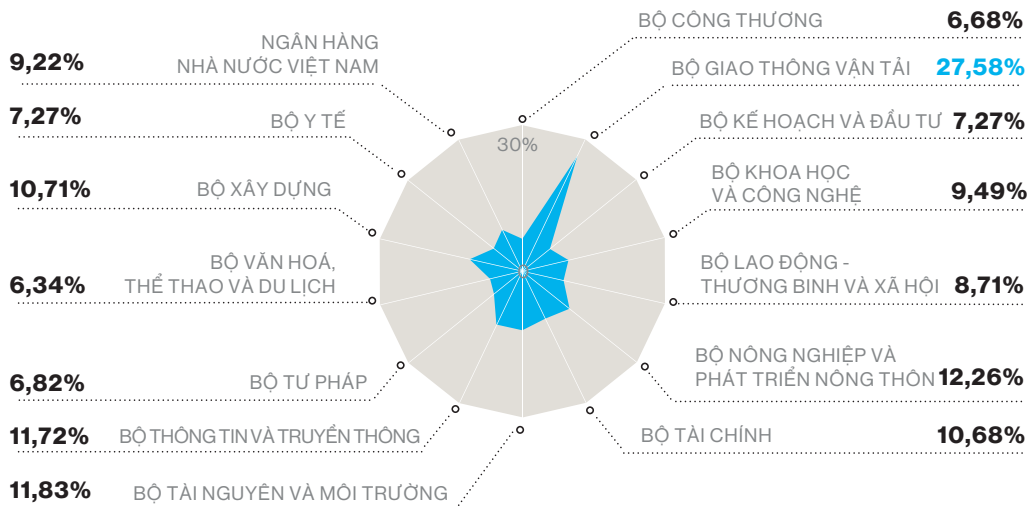 BỘ CÔNG THƯƠNG 6,68%
BỘ GIAO THÔNG VẬN TẢI 27,58%
BỘ KẾ HOẠCH VÀ ĐẦU TƯ 7,27%
BỘ KHOA HỌC
VÀ CÔNG NGHỆ 9,49%
BỘ LAO ĐỘNG -
THƯƠNG BINH VÀ XÃ HỘI 8,71%
BỘ NÔNG NGHIỆP VÀ
PHÁT TRIỂN NÔNG THÔN 12,26%
BỘ TÀI CHÍNH 10,68%
11,83% BỘ TÀI NGUYÊN VÀ MÔI TRƯỜNG
11,72% BỘ THÔNG TIN VÀ TRUYỀN THÔNG
6,82% BỘ TƯ PHÁP
BỘ VĂN HOÁ,
6,34% THỂ THAO VÀ DU LỊCH
10,71% BỘ XÂY DỰNG
7,27% BỘ Y TẾ
NGÂN HÀNG
9,22% NHÀ NƯỚC VIỆT NAM
30%